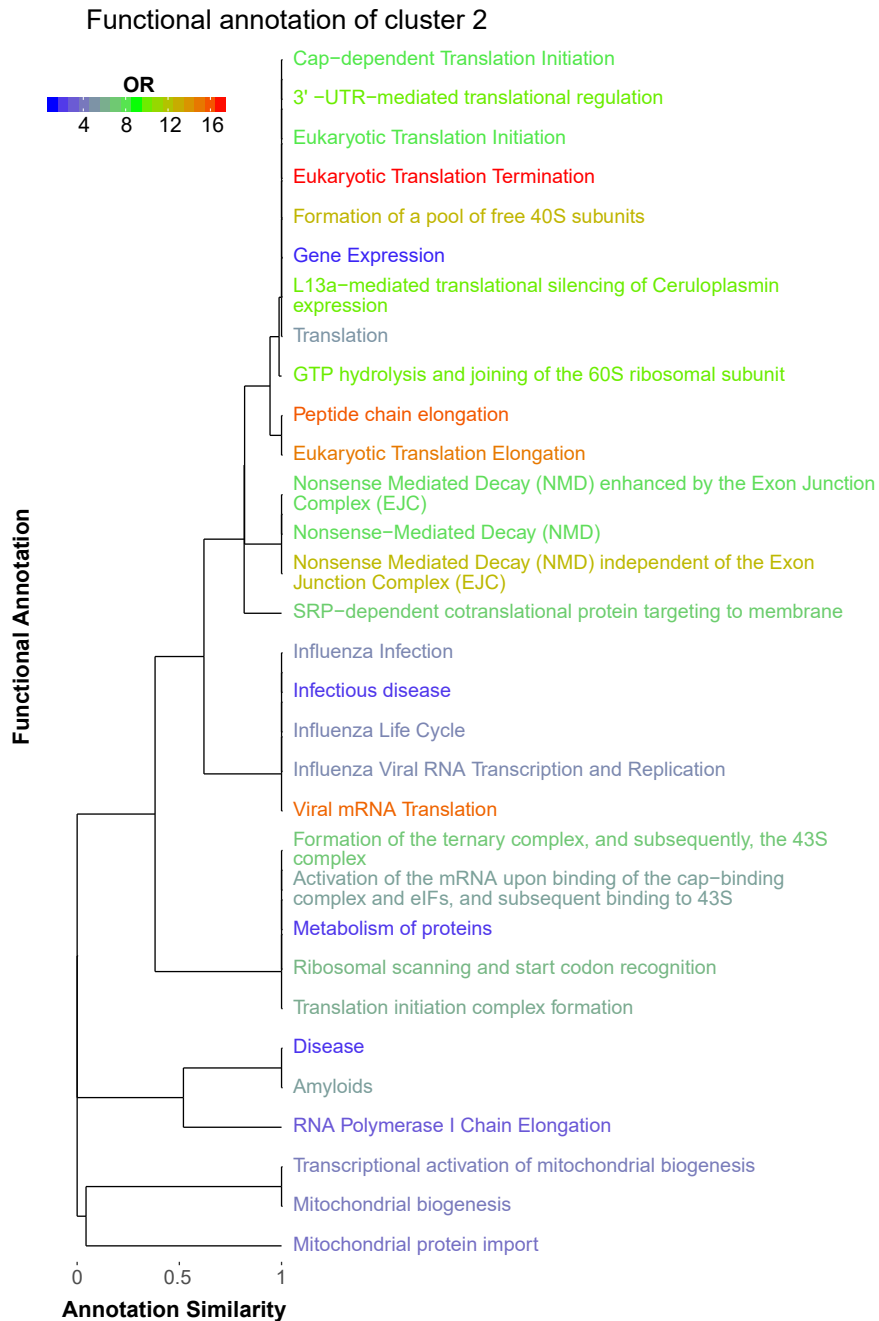 Functional annotation of cluster 2
OR
4 8 12 16
Cap−dependent Translation Initiation
3' −UTR−mediated translational regulation
Eukaryotic Translation Initiation
Eukaryotic Translation Termination
Formation of a pool of free 40S subunits
Gene Expression
L13a−mediated translational silencing of Ceruloplasmin
expression
Translation
GTP hydrolysis and joining of the 60S ribosomal subunit
Peptide chain elongation
Eukaryotic Translation Elongation
Nonsense Mediated Decay (NMD) enhanced by the Exon Junction
Complex (EJC)
Nonsense−Mediated Decay (NMD)
Nonsense Mediated Decay (NMD) independent of the Exon
Junction Complex (EJC)
SRP−dependent cotranslational protein targeting to membrane
Influenza Infection
Infectious disease
Influenza Life Cycle
Influenza Viral RNA Transcription and Replication
Viral mRNA Translation
Formation of the ternary complex, and subsequently, the 43S
complex
Activation of the mRNA upon binding of the cap−binding
complex and eIFs, and subsequent binding to 43S
Metabolism of proteins
Ribosomal scanning and start codon recognition
Translation initiation complex formation
Disease
Amyloids
RNA Polymerase I Chain Elongation
Transcriptional activation of mitochondrial biogenesis
Mitochondrial biogenesis
Mitochondrial protein import
Functional Annotation
0 0.5 1
Annotation Similarity